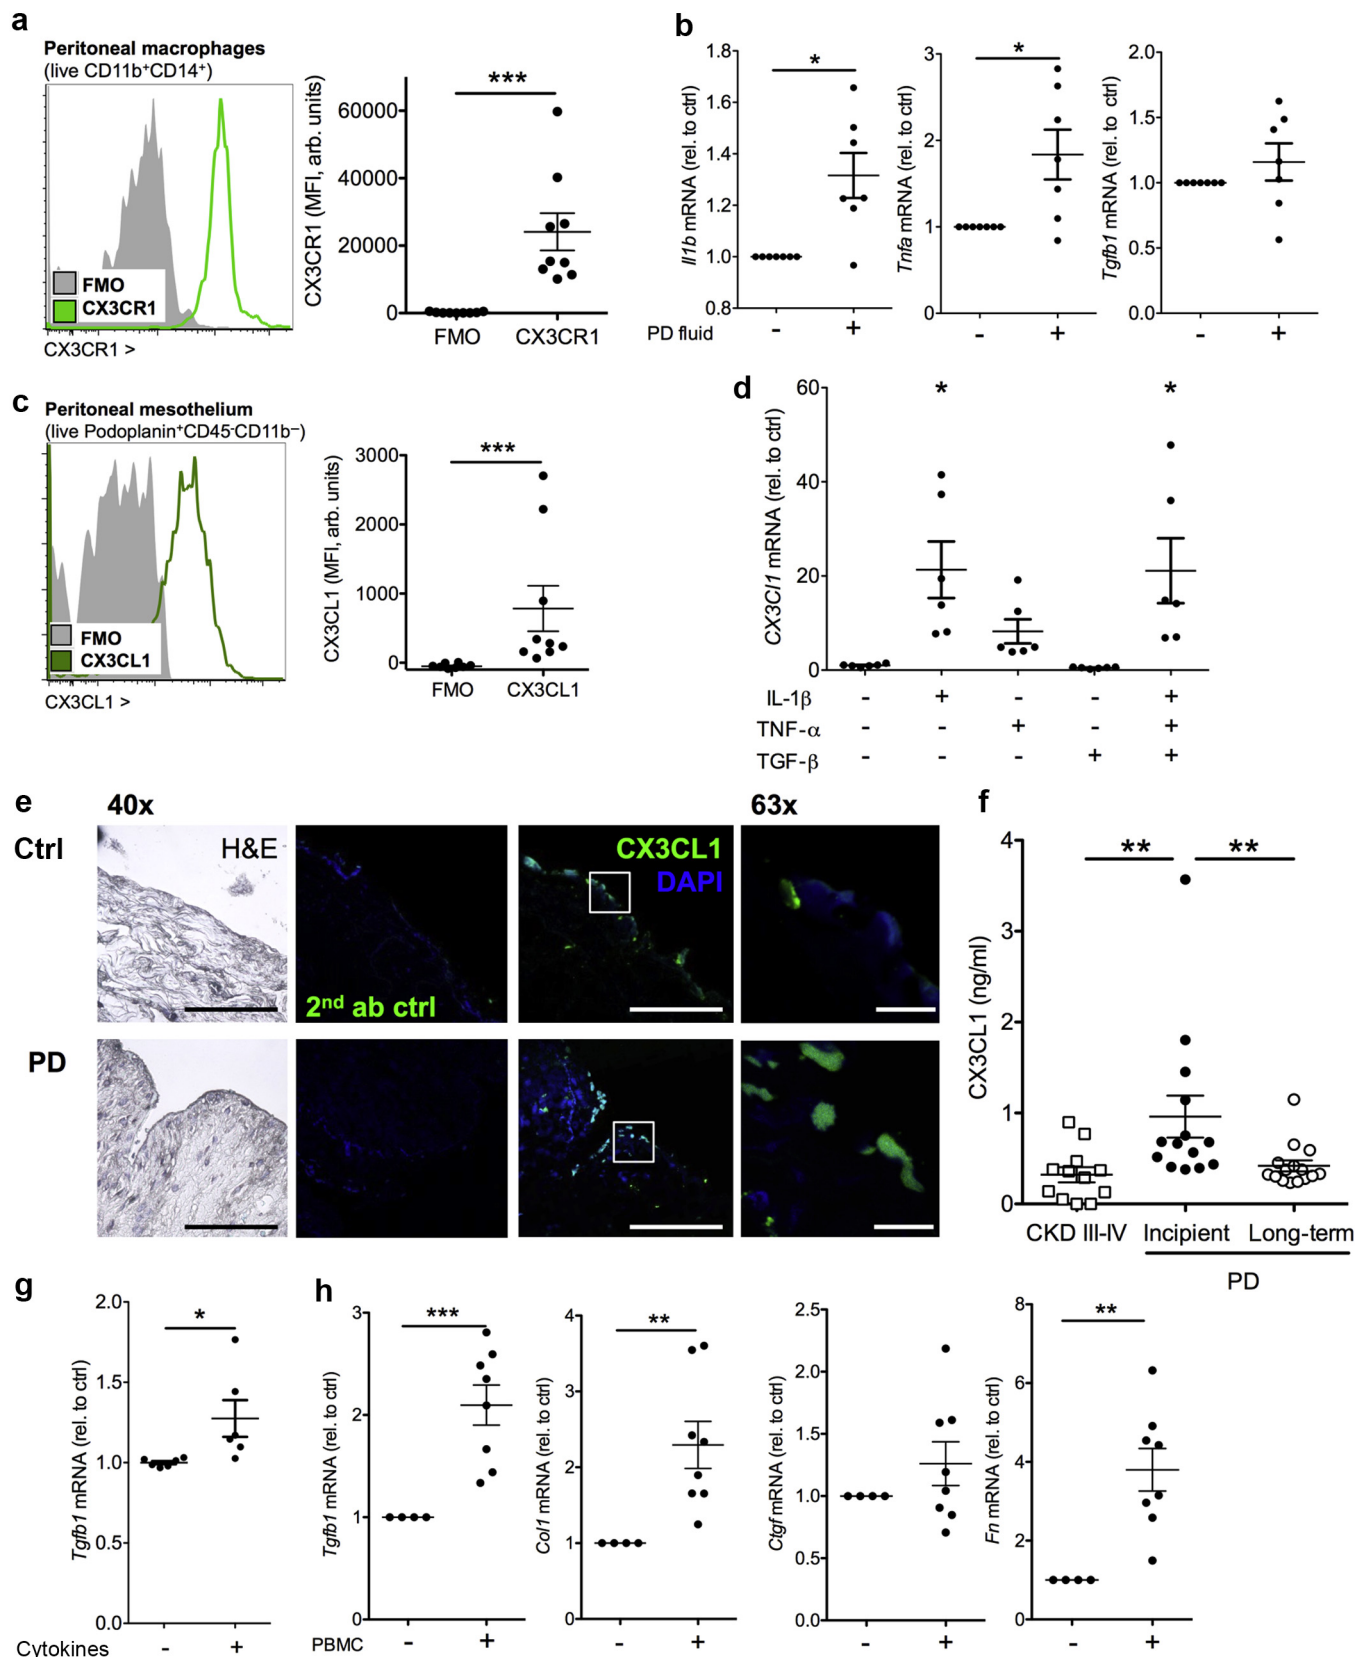 a
Peritoneal macrophages
(live CD11b⁺CD14⁺)
FMO
CX3CR1
CX3CR1 >
CX3CR1 (MFI, arb. units)
60000
40000
20000
0
***
FMO CX3CR1
b
Il1b mRNA (rel. to ctrl)
1.8
1.6
1.4
1.2
1.0
0.8
*
PD fluid - +
Tnfa mRNA (rel. to ctrl)
3
2
1
0
*
- +
Tgfb1 mRNA (rel. to ctrl)
2.0
1.5
1.0
0.5
0.0
- +
c
Peritoneal mesothelium
(live Podoplanin⁺CD45⁻CD11b⁻)
FMO
CX3CL1
CX3CL1 >
CX3CL1 (MFI, arb. units)
3000
2000
1000
0
***
FMO CX3CL1
d
CX3Cl1 mRNA (rel. to ctrl)
60
40
20
0
* *
IL-1β - + - - +
TNF-α - - + - +
TGF-β - - - + +
e
40x 63x
Ctrl
H&E
2nd ab ctrl
CX3CL1
DAPI
PD
f
CX3CL1 (ng/ml)
4
3
2
1
0
** **
CKD III-IV Incipient Long-term
PD
g
Tgfb1 mRNA (rel. to ctrl)
2.0
1.5
1.0
0.5
0.0
*
Cytokines - +
h
Tgfb1 mRNA (rel. to ctrl)
3
2
1
0
***
PBMC - +
Col1 mRNA (rel. to ctrl)
4
3
2
1
0
**
- +
Ctgf mRNA (rel. to ctrl)
2.5
2.0
1.5
1.0
0.5
0.0
- +
Fn mRNA (rel. to ctrl)
8
6
4
2
0
**
- +